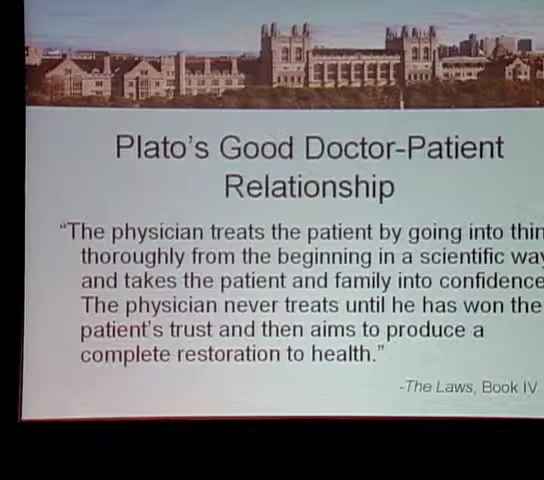 Plato's Good Doctor-Patient
Relationship
"The physician treats the patient by going into
thoroughly from the beginning in a scientific
and takes the patient and family into confidence
The physician never treats until he has won the
patient's trust and then aims to produce a
complete restoration to health."
-The Laws, Book IV